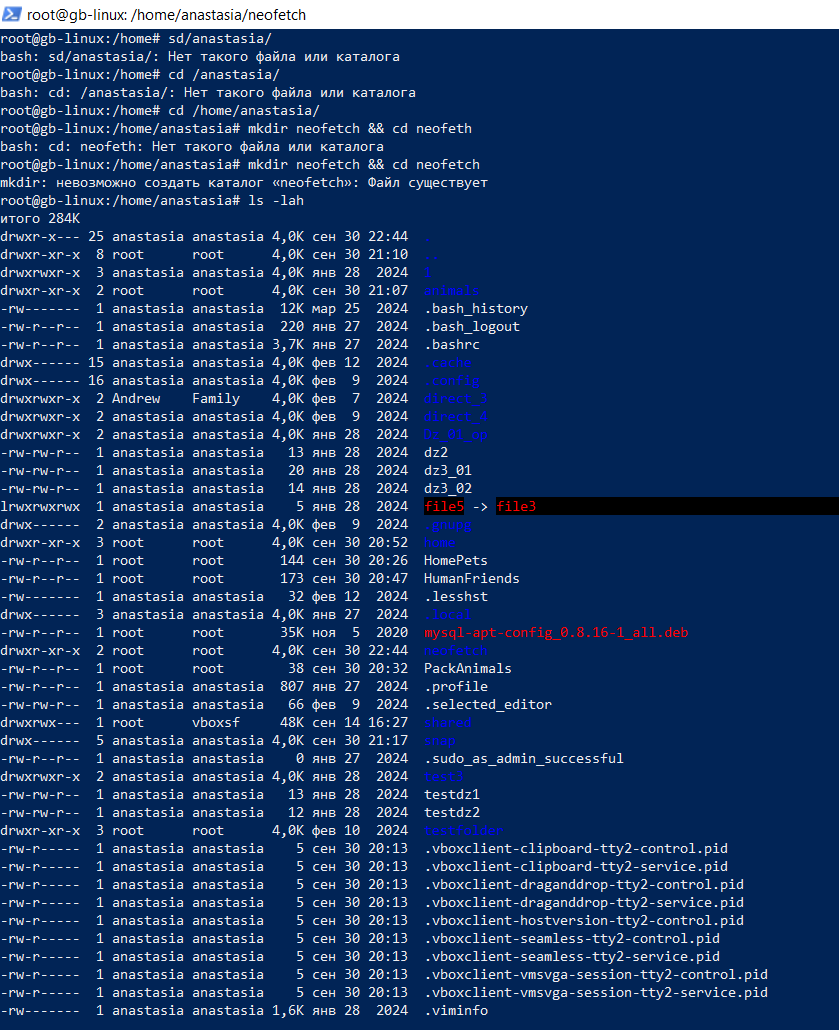 root@gb-linux: /home/anastasia/neofetch
root@gb-linux:/home# sd/anastasia/
bash: sd/anastasia/: Нет такого файла или каталога
root@gb-linux:/home# cd /anastasia/
bash: cd: /anastasia/: Нет такого файла или каталога
root@gb-linux:/home# cd /home/anastasia/
root@gb-linux:/home/anastasia# mkdir neofetch && cd neofeth
bash: cd: neofeth: Нет такого файла или каталога
root@gb-linux:/home/anastasia# mkdir neofetch && cd neofetch
mkdir: невозможно создать каталог «neofetch»: Файл существует
root@gb-linux:/home/anastasia# ls -lah
итого 284K
drwxr-x--- 25 anastasia anastasia 4,0K сен 30 22:44 .
drwxr-xr-x  8 root      root      4,0K сен 30 21:10 ..
drwxrwxr-x  3 anastasia anastasia 4,0K янв 28  2024 1
drwxr-xr-x  2 root      root      4,0K сен 30 21:07 animals
-rw-------  1 anastasia anastasia  12K мар 25  2024 .bash_history
-rw-r--r--  1 anastasia anastasia  220 янв 27  2024 .bash_logout
-rw-r--r--  1 anastasia anastasia 3,7K янв 27  2024 .bashrc
drwx------ 15 anastasia anastasia 4,0K фев 12  2024 .cache
drwx------ 16 anastasia anastasia 4,0K фев  9  2024 .config
drwxrwxr-x  2 Andrew    Family    4,0K фев  7  2024 direct_3
drwxrwxr-x  2 anastasia anastasia 4,0K фев  9  2024 direct_4
drwxrwxr-x  2 anastasia anastasia 4,0K янв 28  2024
-rw-rw-r--  1 anastasia anastasia   13 янв 28  2024 dz2
-rw-rw-r--  1 anastasia anastasia   20 янв 28  2024 dz3_01
-rw-rw-r--  1 anastasia anastasia   14 янв 28  2024 dz3_02
lrwxrwxrwx  1 anastasia anastasia    5 янв 28  2024 file5 -> file3
drwx------  2 anastasia anastasia 4,0K фев  9  2024 .gnupg
drwxr-xr-x  3 root      root      4,0K сен 30 20:52 home
-rw-r--r--  1 root      root       144 сен 30 20:26 HomePets
-rw-r--r--  1 root      root       173 сен 30 20:47 HumanFriends
-rw-------  1 anastasia anastasia   32 фев 12  2024 .lesshst
drwx------  3 anastasia anastasia 4,0K янв 27  2024 .local
-rw-r--r--  1 root      root       35K ноя  5  2020 mysql-apt-config_0.8.16-1_all.deb
drwxr-xr-x  2 root      root      4,0K сен 30 22:44 neofetch
-rw-r--r--  1 root      root        38 сен 30 20:32 PackAnimals
-rw-r--r--  1 anastasia anastasia  807 янв 27  2024 .profile
-rw-rw-r--  1 anastasia anastasia   66 фев  9  2024 .selected_editor
drwxrwx---  1 root      vboxsf     48K сен 14 16:27 shared
drwx------  5 anastasia anastasia 4,0K сен 30 21:17 snap
-rw-r--r--  1 anastasia anastasia    0 янв 27  2024 .sudo_as_admin_successful
drwxrwxr-x  2 anastasia anastasia 4,0K янв 28  2024
-rw-rw-r--  1 anastasia anastasia   13 янв 28  2024 testdz1
-rw-rw-r--  1 anastasia anastasia   12 янв 28  2024 testdz2
drwxr-xr-x  3 root      root      4,0K фев 10  2024 testfolder
-rw-r-----  1 anastasia anastasia    5 сен 30 20:13 .vboxclient-clipboard-tty2-control.pid
-rw-r-----  1 anastasia anastasia    5 сен 30 20:13 .vboxclient-clipboard-tty2-service.pid
-rw-r-----  1 anastasia anastasia    5 сен 30 20:13 .vboxclient-draganddrop-tty2-control.pid
-rw-r-----  1 anastasia anastasia    5 сен 30 20:13 .vboxclient-draganddrop-tty2-service.pid
-rw-r-----  1 anastasia anastasia    5 сен 30 20:13 .vboxclient-hostversion-tty2-control.pid
-rw-r-----  1 anastasia anastasia    5 сен 30 20:13 .vboxclient-seamless-tty2-control.pid
-rw-r-----  1 anastasia anastasia    5 сен 30 20:13 .vboxclient-seamless-tty2-service.pid
-rw-r-----  1 anastasia anastasia    5 сен 30 20:13 .vboxclient-vmsvga-session-tty2-control.pid
-rw-r-----  1 anastasia anastasia    5 сен 30 20:13 .vboxclient-vmsvga-session-tty2-service.pid
-rw-------  1 anastasia anastasia 1,6K янв 28  2024 .viminfo